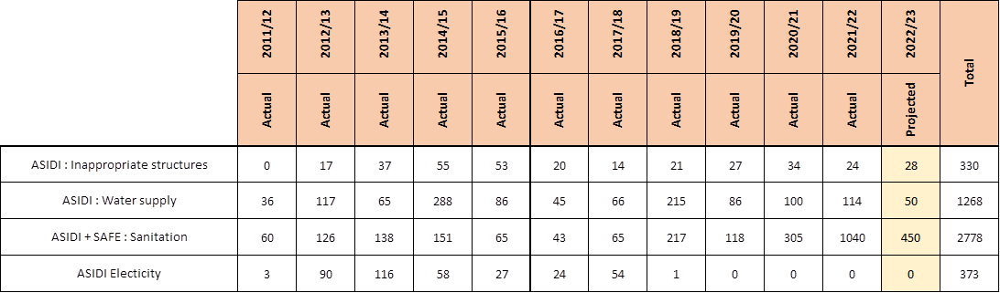 2011/12 2012/13 2013/14 2014/15 2015/16 2016/17 2017/18 2018/19 2019/20 2020/21 2021/22 2022/23 Total
Actual Actual Actual Actual Actual Actual Actual Actual Actual Actual Actual Projected
ASIDI : Inappropriate structures 0 17 37 55 53 20 14 21 27 34 24 28 330
ASIDI : Water supply 36 117 65 288 86 45 66 215 86 100 114 50 1268
ASIDI + SAFE : Sanitation 60 126 138 151 65 43 65 217 118 305 1040 450 2778
ASIDI Electicity 3 90 116 58 27 24 54 1 0 0 0 0 373